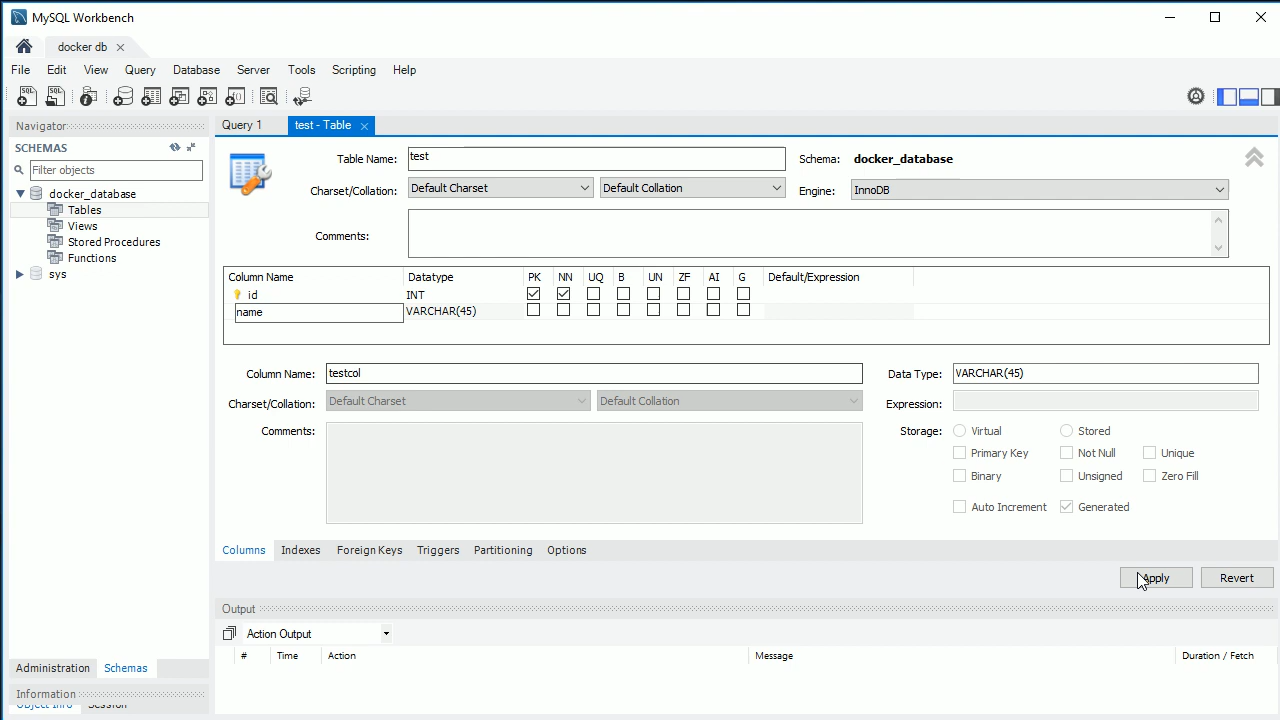 MySQL Workbench
docker db
File Edit View Query Database Server Tools Scripting Help
Navigator
SCHEMAS
Filter objects
docker_database
Tables
Views
Stored Procedures
Functions
sys
Administration Schemas
Information
Object Info Session
Query 1 test - Table
Table Name: test Schema: docker_database
Charset/Collation: Default Charset Default Collation Engine: InnoDB
Comments:
Column Name Datatype PK NN UQ B UN ZF AI G Default/Expression
id INT
name VARCHAR(45)
Column Name: testcol Data Type: VARCHAR(45)
Charset/Collation: Default Charset Default Collation Expression:
Comments: Storage: Virtual Stored
Primary Key Not Null Unique
Binary Unsigned Zero Fill
Auto Increment Generated
Columns Indexes Foreign Keys Triggers Partitioning Options
Apply Revert
Output
Action Output
# Time Action Message Duration / Fetch